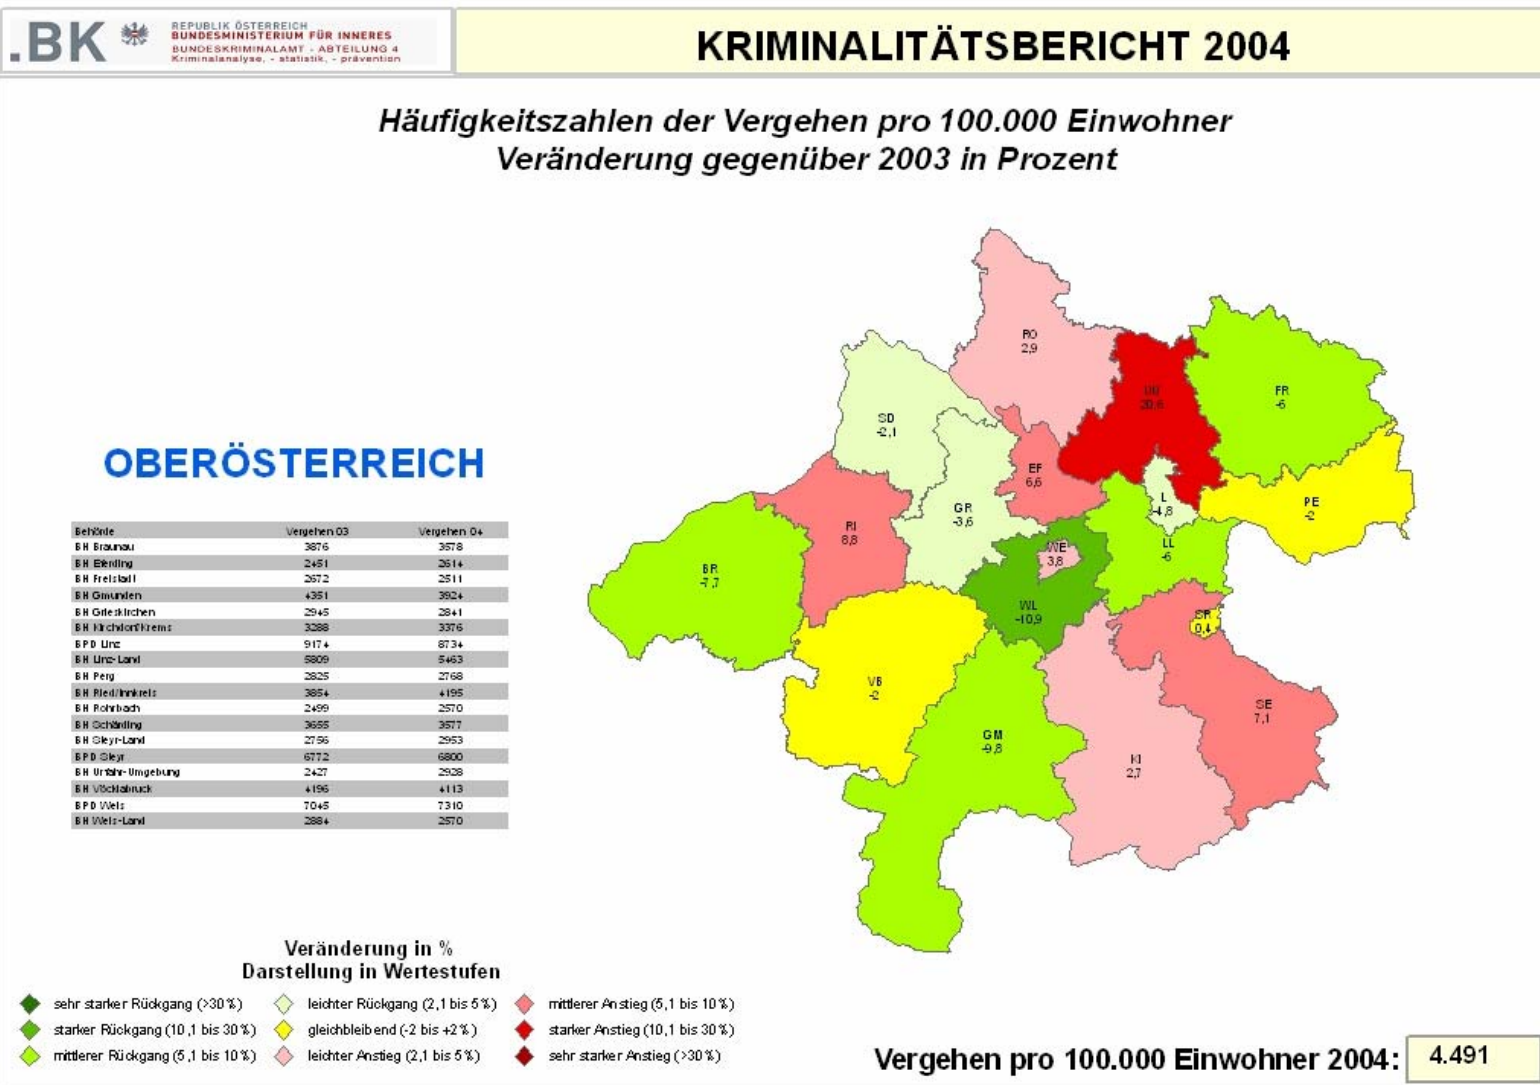 .BK
REPUBLIK ÖSTERREICH
BUNDESMINISTERIUM FÜR INNERES
BUNDESKRIMINALAMT - ABTEILUNG 4
Kriminalanalyse, - statistik, - prävention
KRIMINALITÄTSBERICHT 2004
Häufigkeitszahlen der Vergehen pro 100.000 Einwohner
Veränderung gegenüber 2003 in Prozent
OBERÖSTERREICH
Behörde Vergehen 03 Vergehen 04
BH Braunau 3876 3578
BH Eferding 2451 2614
BH Freistadt 2672 2511
BH Gmunden 4351 3924
BH Grieskirchen 2945 2841
BH Kirchdorf/Krems 3288 3376
BPD Linz 9174 8734
BH Linz-Land 5809 5463
BH Perg 2825 2768
BH Ried/Innkreis 3854 4195
BH Rohrbach 2499 2570
BH Schärding 3655 3577
BH Steyr-Land 2756 2953
BPD Steyr 6772 6800
BH Urfahr-Umgebung 2427 2928
BH Vöcklabruck 4196 4113
BPD Wels 7045 7310
BH Wels-Land 2884 2570
RO
2,9
UU
20,6
FR
-6
SD
-2,1
EF
6,6
L
-4,8
PE
-2
GR
-3,6
RI
8,8
LL
-6
WE
3,8
BR
-7,7
WL
-10,9
SR
0,4
VB
-2
SE
7,1
GM
-9,8
KI
2,7
Veränderung in %
Darstellung in Wertestufen
sehr starker Rückgang (>30%)
starker Rückgang (10,1 bis 30%)
mittlerer Rückgang (5,1 bis 10%)
leichter Rückgang (2,1 bis 5%)
gleichbleibend (-2 bis +2%)
leichter Anstieg (2,1 bis 5%)
mittlerer Anstieg (5,1 bis 10%)
starker Anstieg (10,1 bis 30%)
sehr starker Anstieg (>30%)
Vergehen pro 100.000 Einwohner 2004: 4.491